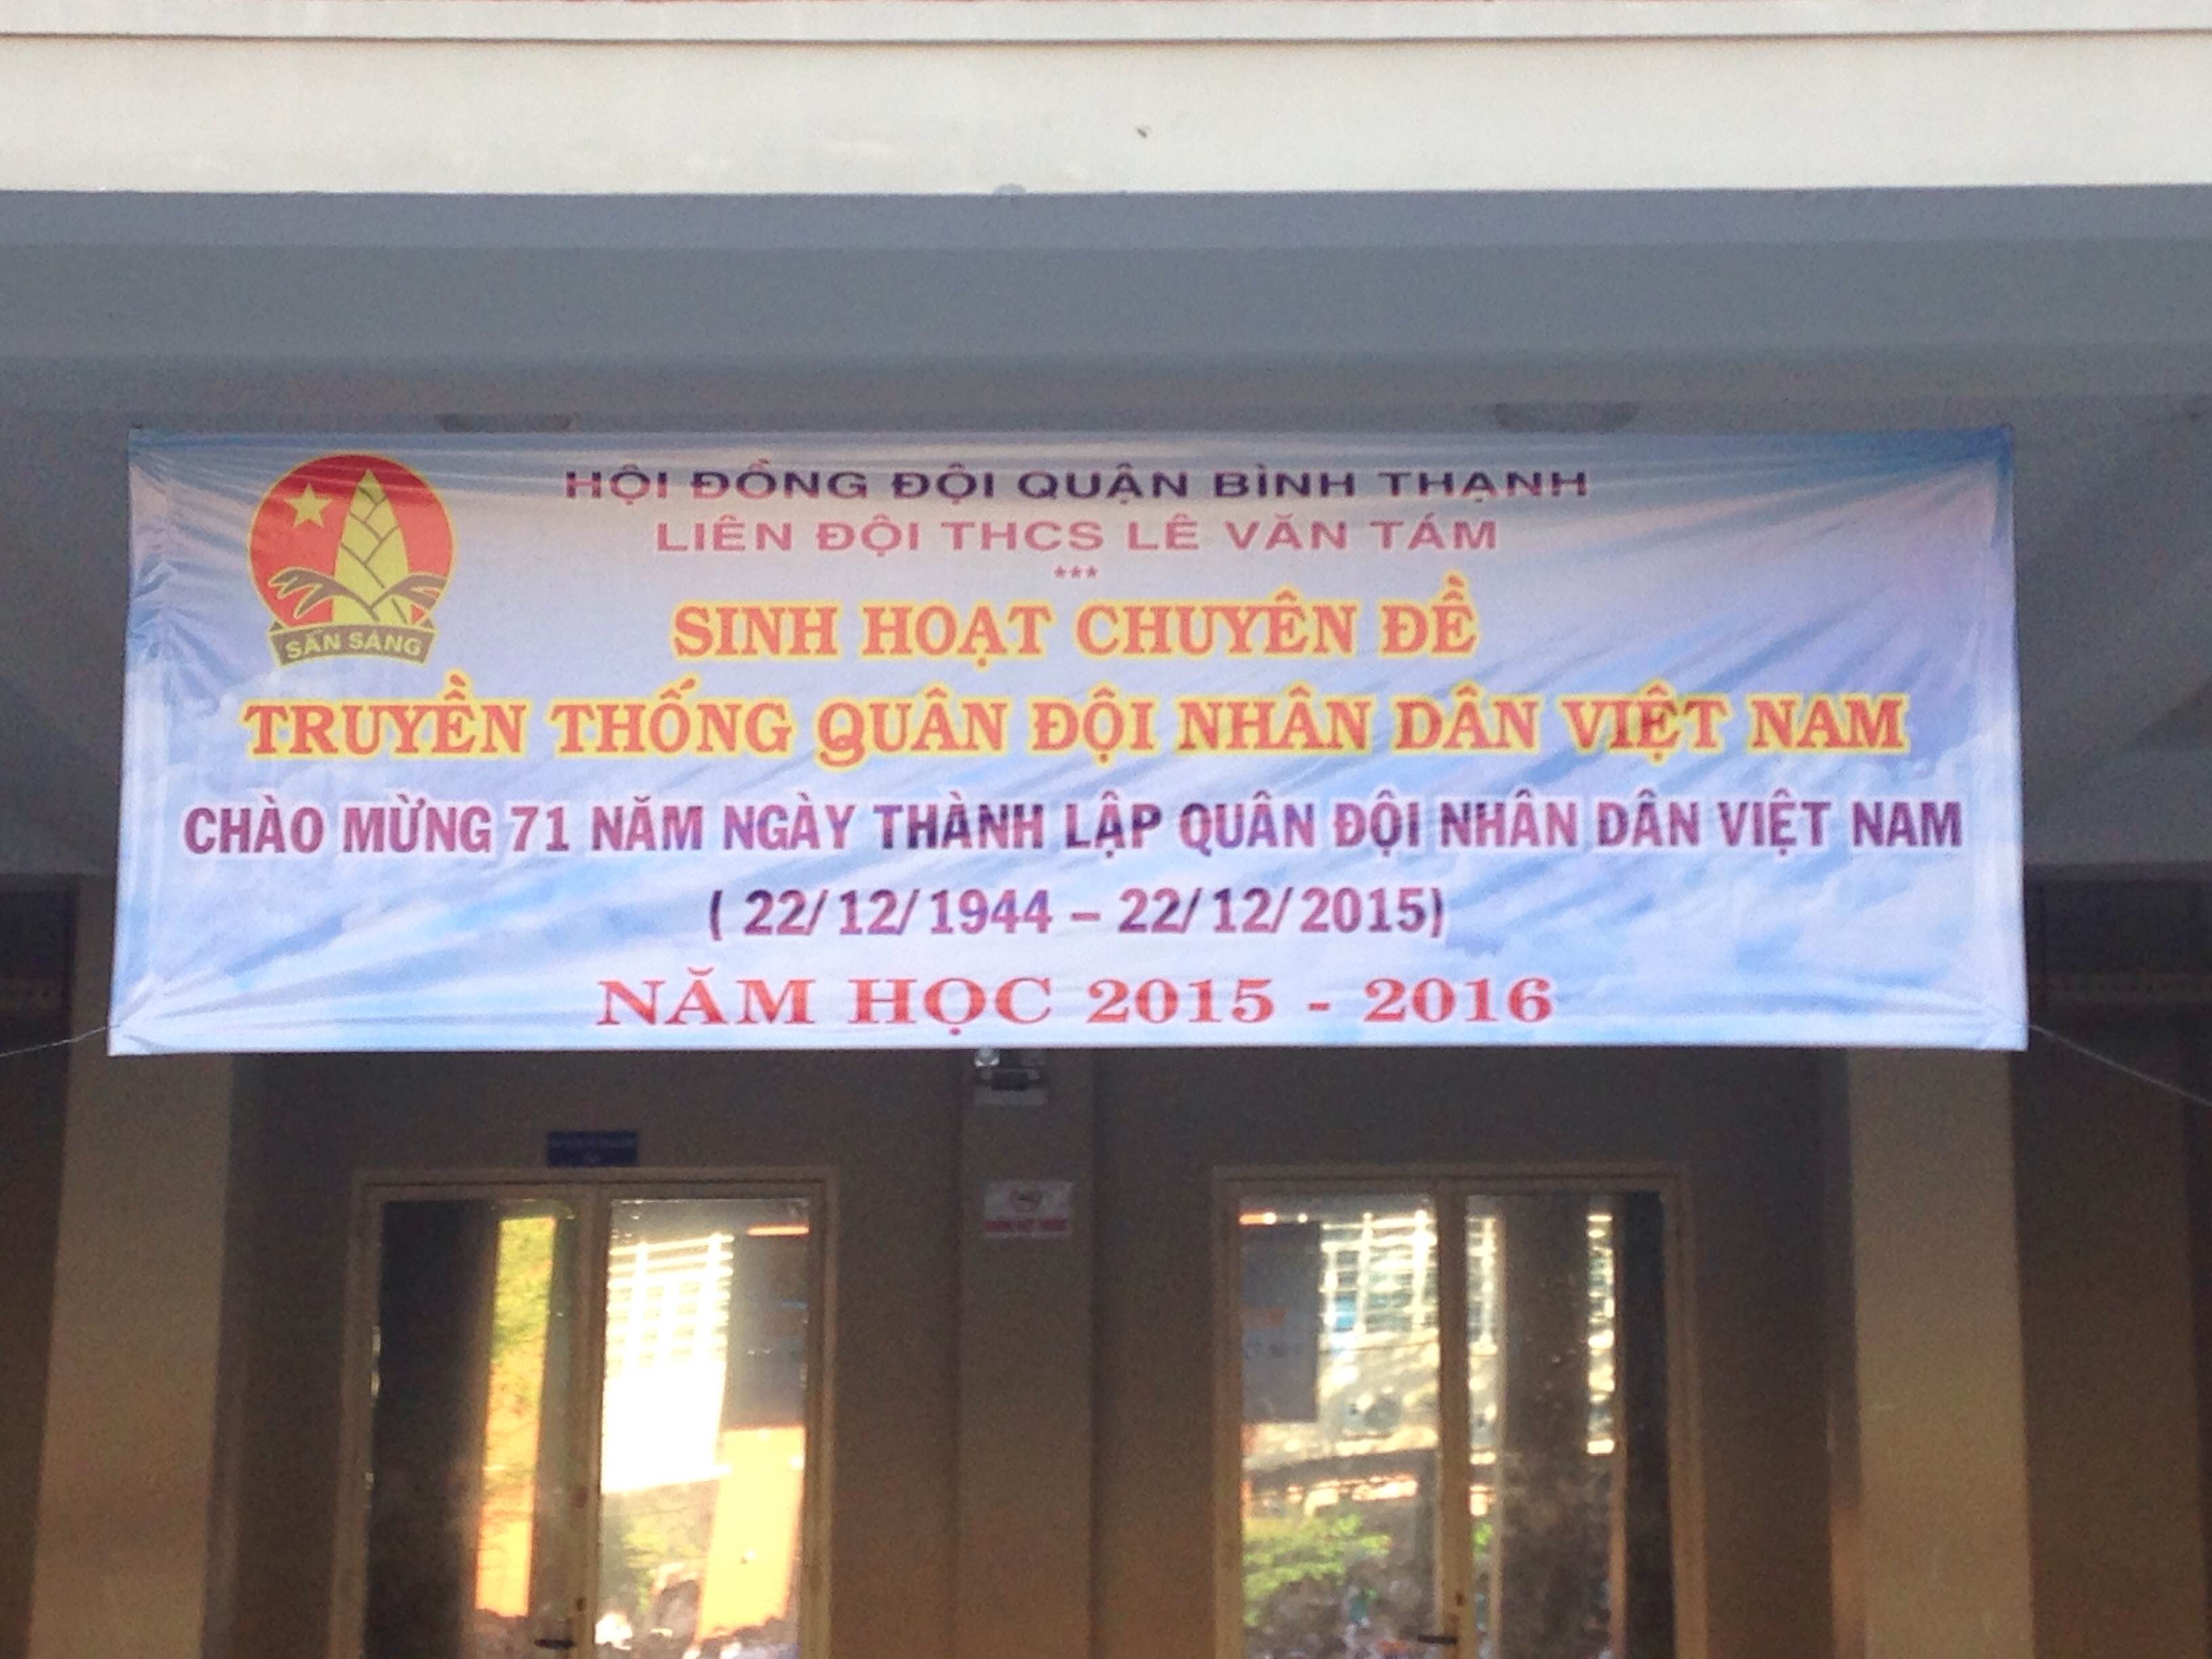 HỘI ĐỒNG ĐỘI QUẬN BÌNH THẠNH
LIÊN ĐỘI THCS LÊ VĂN TÁM
***
SẴN SÀNG
SINH HOẠT CHUYÊN ĐỀ
TRUYỀN THỐNG QUÂN ĐỘI NHÂN DÂN VIỆT NAM
CHÀO MỪNG 71 NĂM NGÀY THÀNH LẬP QUÂN ĐỘI NHÂN DÂN VIỆT NAM
( 22/12/1944 – 22/12/2015)
NĂM HỌC 2015 - 2016